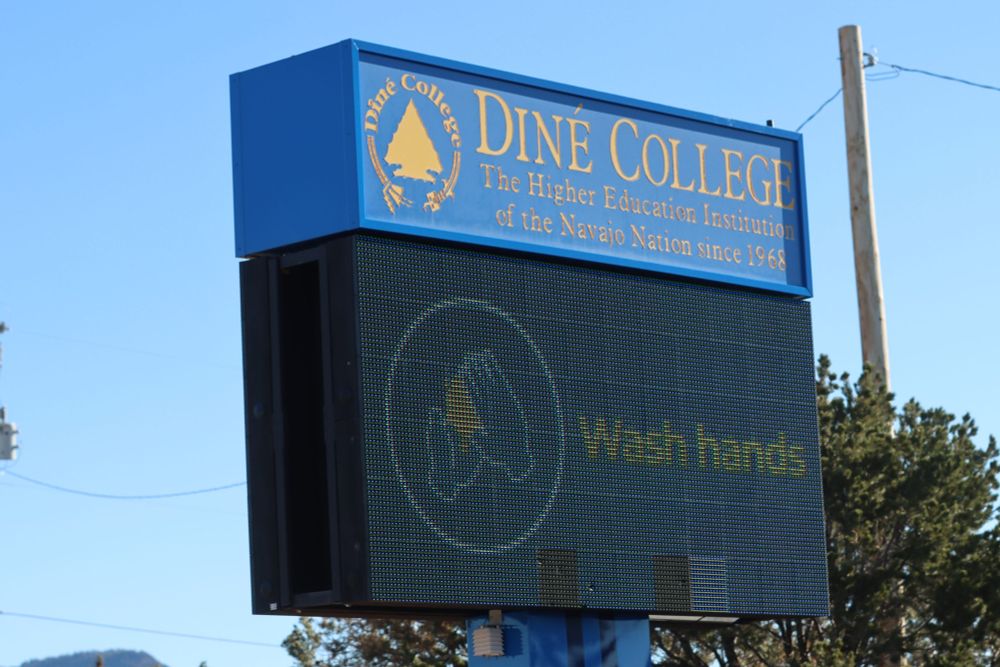 Diné College
DINÉ COLLEGE
The Higher Education Institution
of the Navajo Nation since 1968
Wash hands